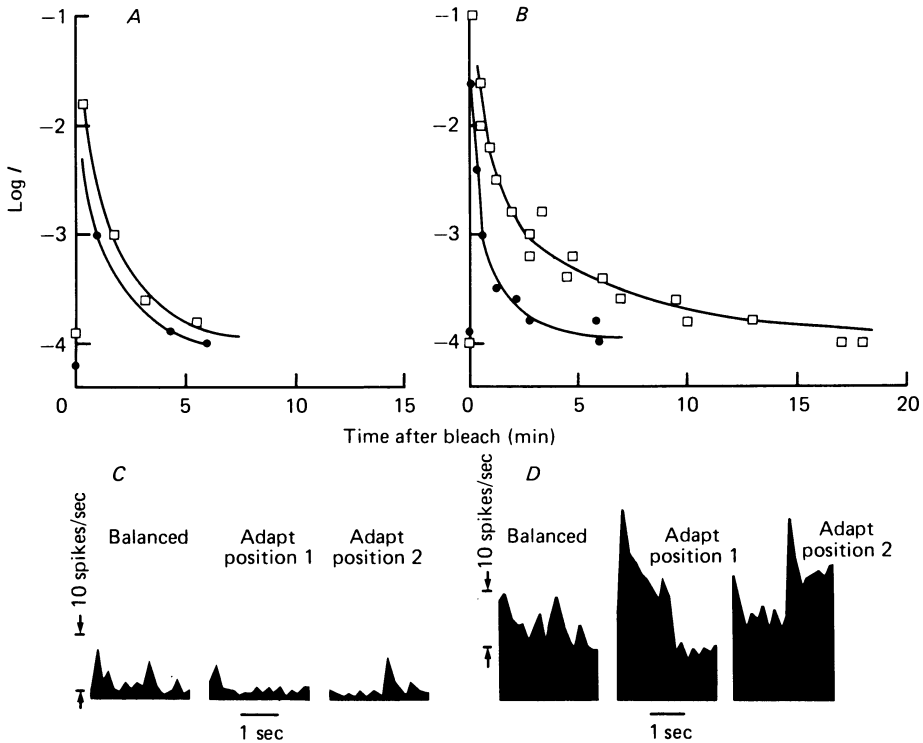 A
B
−1
−2
−3
−4
Log I
−1
−2
−3
−4
0
5
10
15
0
5
10
15
20
Time after bleach (min)
C
D
10 spikes/sec
Balanced
Adapt
position 1
Adapt
position 2
1 sec
10 spikes/sec
Balanced
Adapt
position 1
Adapt
position 2
1 sec